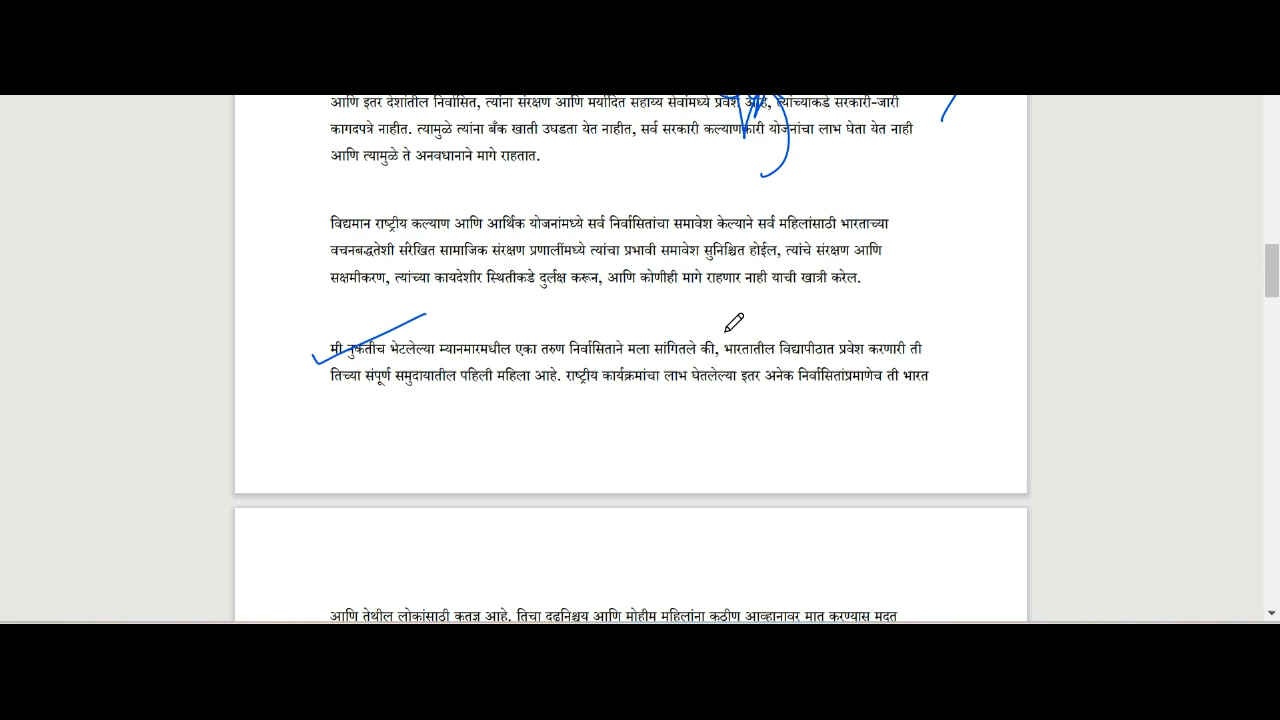 आणि इतर देशांतील निर्वासित, त्यांना संरक्षण आणि मर्यादित सहाय्य सेवांमध्ये प्रवेश आहे, त्यांच्याकडे सरकारी-जारी
कागदपत्रे नाहीत. त्यामुळे त्यांना बँक खाती उघडता येत नाहीत, सर्व सरकारी कल्याणकारी योजनांचा लाभ घेता येत नाही
आणि त्यामुळे ते अनवधानाने मागे राहतात.
विद्यमान राष्ट्रीय कल्याण आणि आर्थिक योजनांमध्ये सर्व निर्वासितांचा समावेश केल्याने सर्व महिलांसाठी भारताच्या
वचनबद्धतेशी संरेखित सामाजिक संरक्षण प्रणालींमध्ये त्यांचा प्रभावी समावेश सुनिश्चित होईल, त्यांचे संरक्षण आणि
सक्षमीकरण, त्यांच्या कायदेशीर स्थितीकडे दुर्लक्ष करून, आणि कोणीही मागे राहणार नाही याची खात्री करेल.
मी नुकतीच भेटलेल्या म्यानमारमधील एका तरुण निर्वासिताने मला सांगितले की, भारतातील विद्यापीठात प्रवेश करणारी ती
तिच्या संपूर्ण समुदायातील पहिली महिला आहे. राष्ट्रीय कार्यक्रमांचा लाभ घेतलेल्या इतर अनेक निर्वासितांप्रमाणेच ती भारत
आणि तेथील लोकांसाठी कृतज्ञ आहे. तिचा दृढनिश्चय आणि मोहीम महिलांना कठीण आव्हानावर मात करण्यास मदत